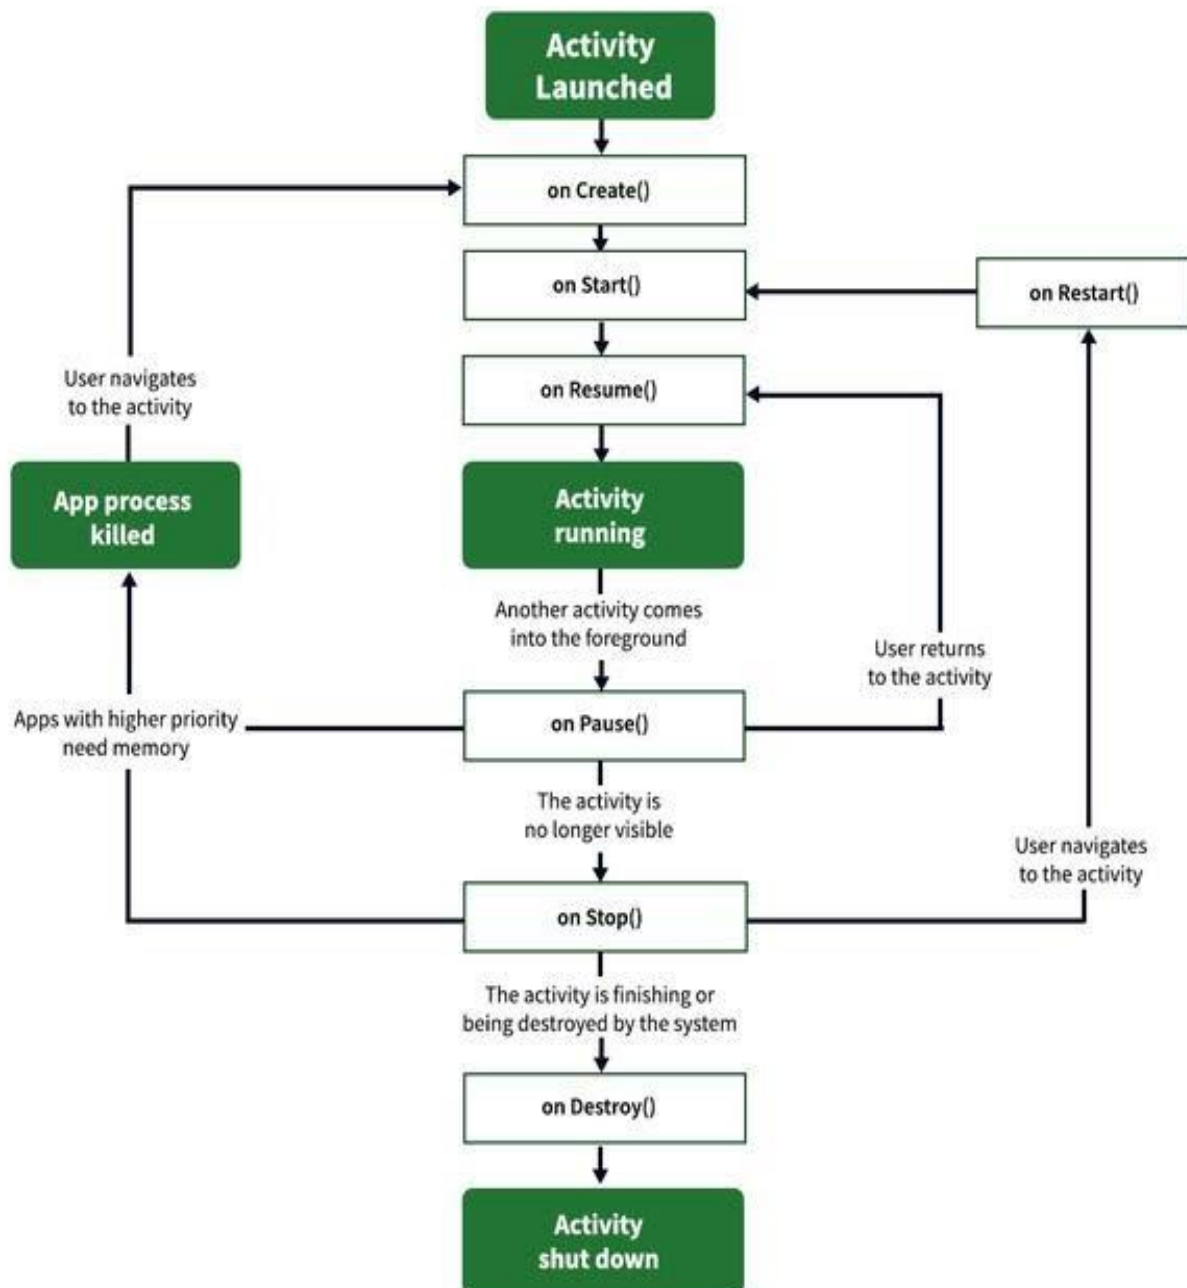 Activity
Launched
on Create()
on Start()
on Restart()
on Resume()
User navigates
to the activity
App process
killed
Activity
running
Another activity comes
into the foreground
User returns
to the activity
Apps with higher priority
need memory
on Pause()
The activity is
no longer visible
User navigates
to the activity
on Stop()
The activity is finishing or
being destroyed by the system
on Destroy()
Activity
shut down